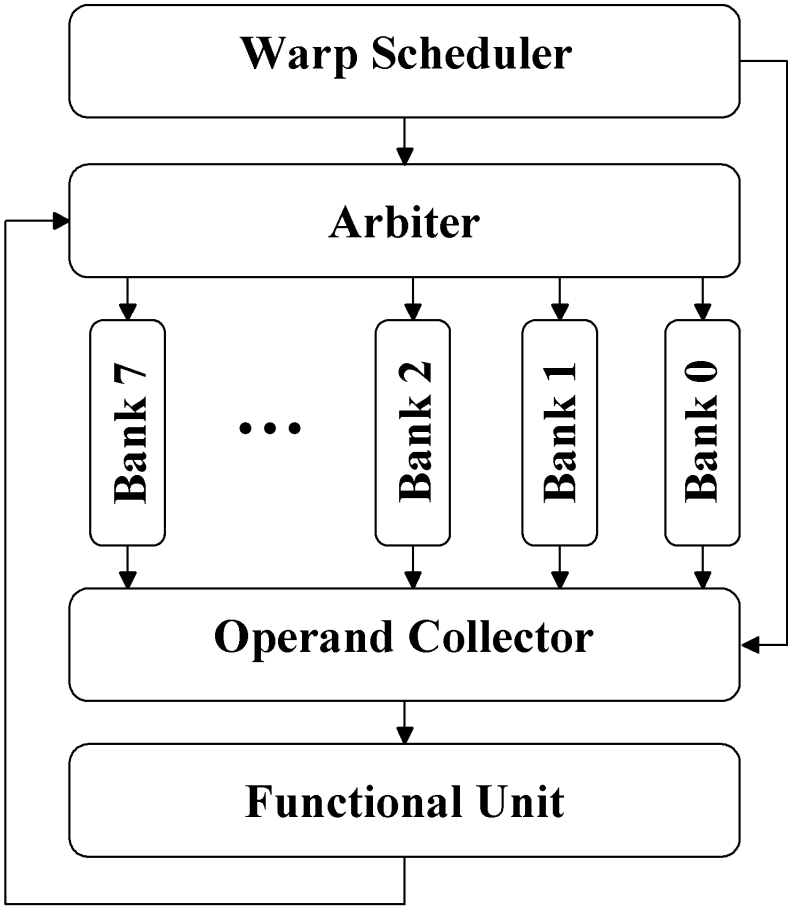 Warp Scheduler
Arbiter
Bank 7
...
Bank 2
Bank 1
Bank 0
Operand Collector
Functional Unit